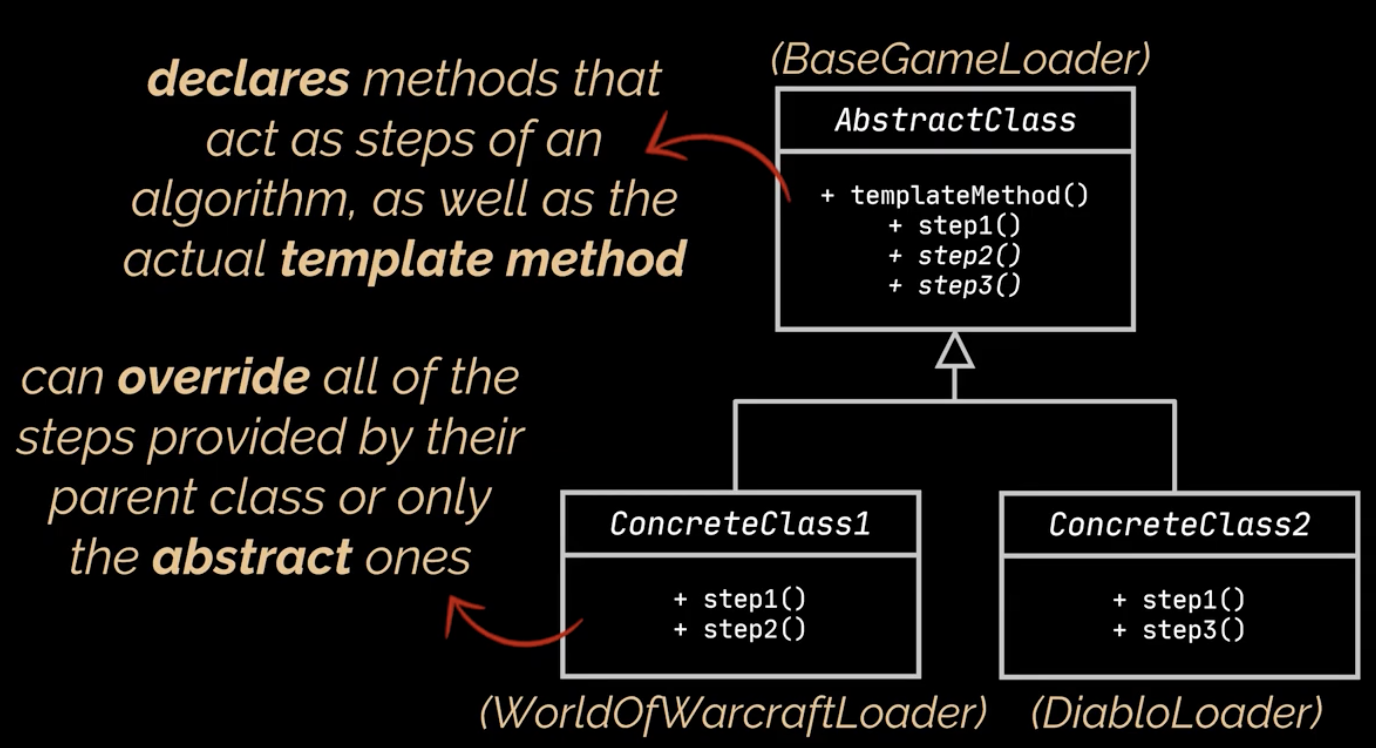 declares methods that
act as steps of an
algorithm, as well as the
actual template method
(BaseGameLoader)
AbstractClass
+ templateMethod()
+ step1()
+ step2()
+ step3()
can override all of the
steps provided by their
parent class or only
the abstract ones
ConcreteClass1
+ step1()
+ step2()
(WorldOfWarcraftLoader)
ConcreteClass2
+ step1()
+ step3()
(DiabloLoader)